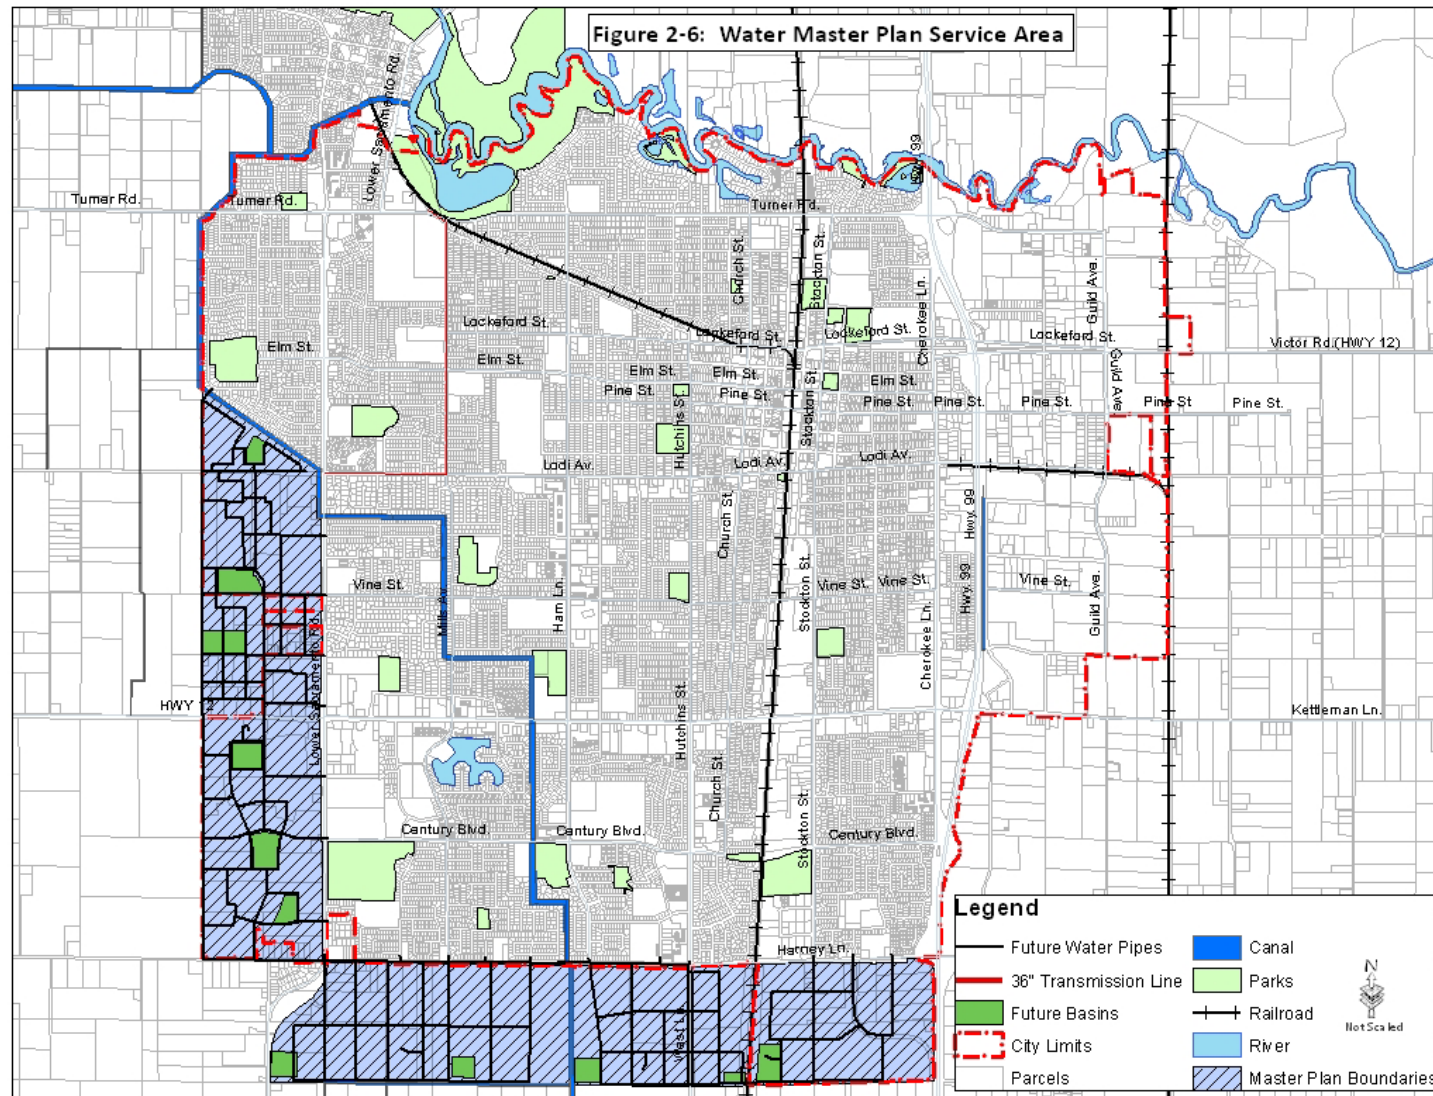 Figure 2-6: Water Master Plan Service Area
Lower Sacramento Rd.
HWY 99
Turner Rd.
Turner Rd.
Turner Rd.
Church St.
Stockton St.
Cherokee Ln.
Guild Ave.
Lockeford St.
Lockeford St.
Lockeford St.
Lockeford St.
Victor Rd.(HWY 12)
Elm St.
Elm St.
Elm St.
Elm St.
Elm St.
Guild Ave
Pine St.
Pine St.
Pine St.
Pine St.
Pine St.
Pine St
Pine St.
Hutchins St.
Stockton St.
Lodi Av.
Lodi Av.
Lodi Av.
Church St.
Hwy. 99
Vine St.
Vine St.
Vine St.
Vine St.
Mills Av.
Ham Ln.
Stockton St.
Hwy. 99
Guild Ave.
Lower Sacramento Rd.
Cherokee Ln.
HWY 12
Hutchins St.
Kettleman Ln.
Church St.
Stockton St.
Century Blvd.
Century Blvd.
Century Blvd.
Harney Ln.
West Ln.
Legend
Future Water Pipes
36" Transmission Line
Future Basins
City Limits
Parcels
Canal
Parks
Railroad
River
Master Plan Boundaries
N
Not Scaled